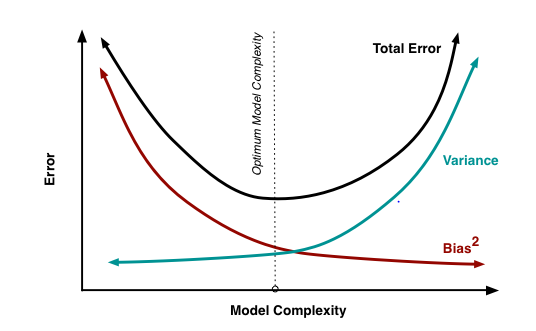 Total Error
Optimum Model Complexity
Error
Variance
Bias²
Model Complexity